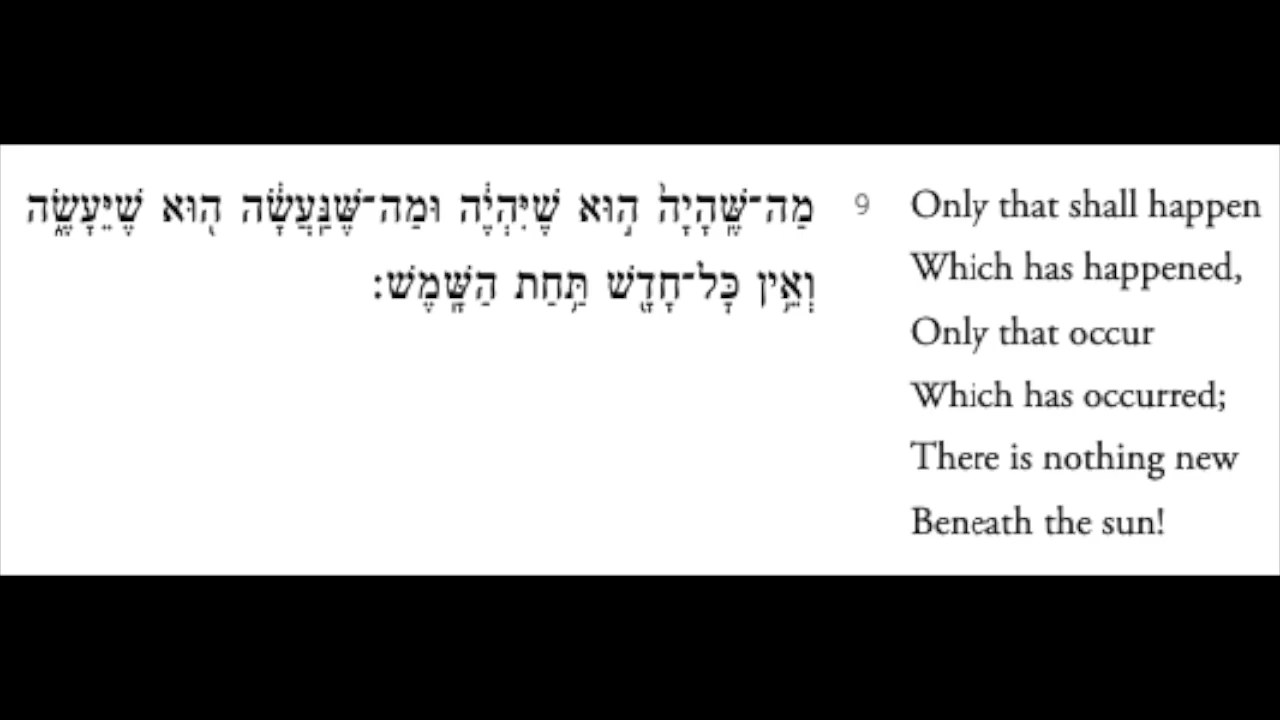 מַה־שֶּֽׁהָיָה֙ ה֣וּא שֶׁיִּהְיֶ֔ה וּמַה־שֶּׁנַּֽעֲשָׂ֔ה ה֖וּא שֶׁיֵּעָשֶׂ֑ה
וְאֵ֥ין כׇּל־חָדָ֖שׁ תַּ֥חַת הַשָּֽׁמֶשׁ׃
9
Only that shall happen
Which has happened,
Only that occur
Which has occurred;
There is nothing new
Beneath the sun!